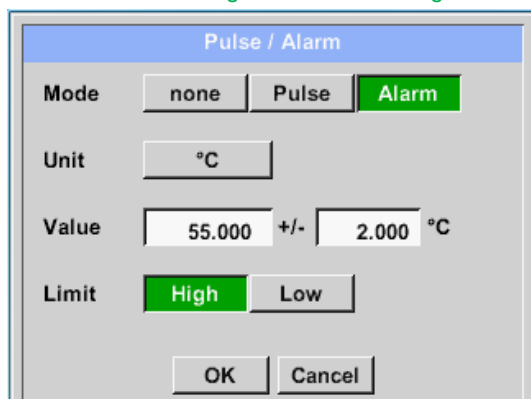 Pulse / Alarm
Mode none Pulse Alarm
Unit °C
Value 55.000 +/- 2.000 °C
Limit High Low
OK Cancel